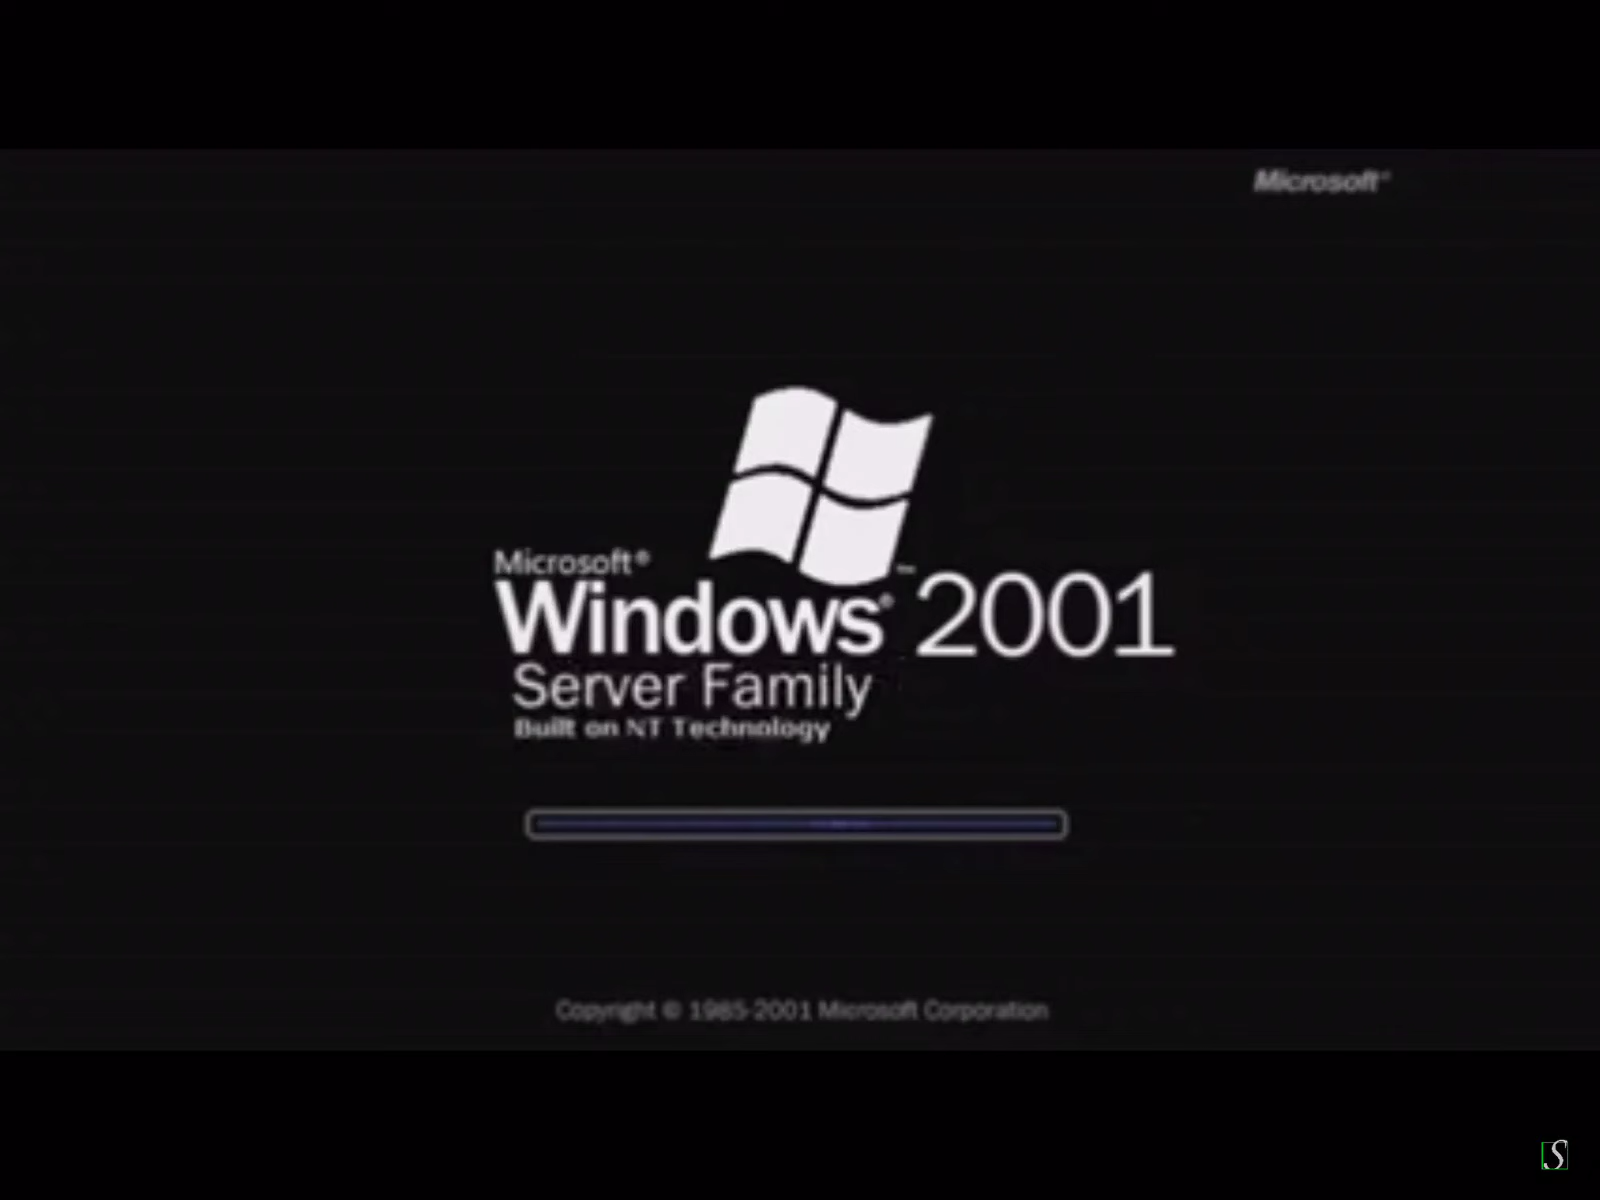 Microsoft®
Microsoft®
Windows® 2001
Server Family
Built on NT Technology
Copyright © 1985-2001 Microsoft Corporation
S